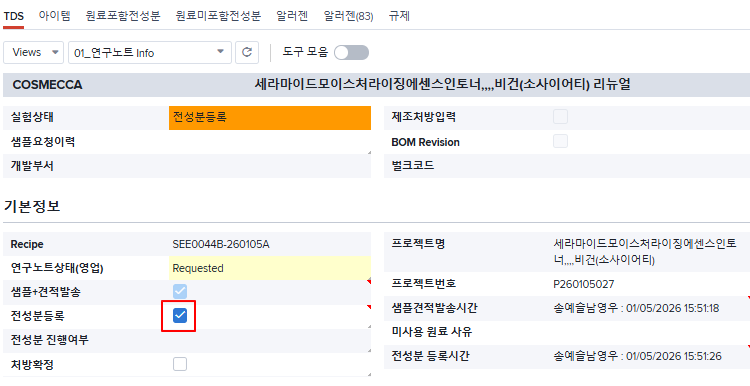 TDS 아이템 원료포함전성분 원료미포함전성분 알러젠 알러젠(83) 규제
Views 01_연구노트 Info 도구 모음
COSMECCA 세라마이드모이스처라이징에센스인토너,,,,비건(소사이어티) 리뉴얼
실험상태 전성분등록 제조처방입력
샘플요청이력 BOM Revision
개발부서 벌크코드
기본정보
Recipe SEE0044B-260105A 프로젝트명 세라마이드모이스처라이징에센스인토
너,,,,비건(소사이어티)
연구노트상태(영업) Requested
프로젝트번호 P260105027
샘플+견적발송
샘플견적발송시간 송예슬남영우 : 01/05/2026 15:51:18
전성분등록
미사용 원료 사유
전성분 진행여부
전성분 등록시간 송예슬남영우 : 01/05/2026 15:51:26
처방확정